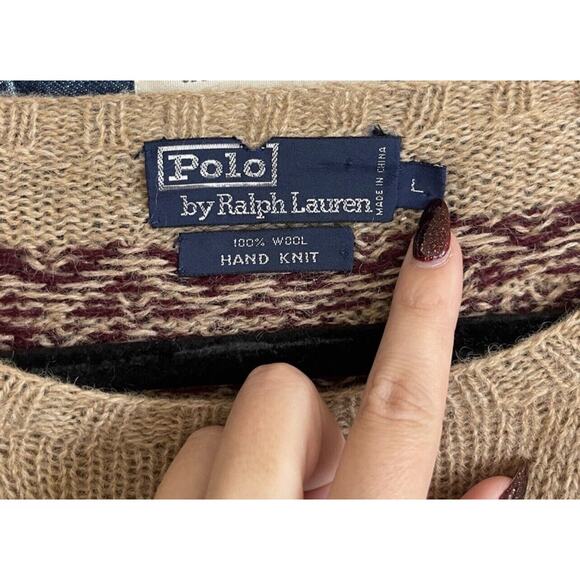 Polo
by Ralph Lauren
MADE IN CHINA
L
100% WOOL
HAND KNIT